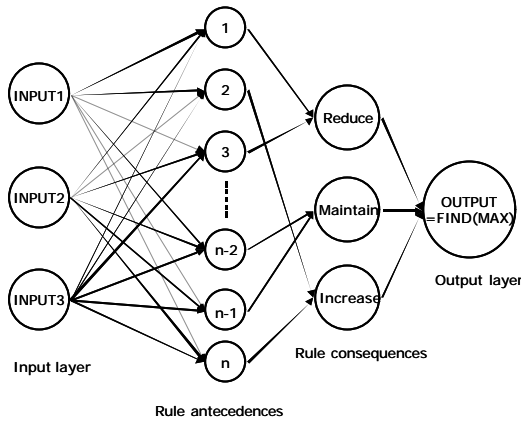 1
INPUT1
2
Reduce
3
INPUT2
Maintain
OUTPUT
=FIND(MAX)
n-2
Output layer
INPUT3
Increase
n-1
Rule consequences
Input layer
n
Rule antecedences